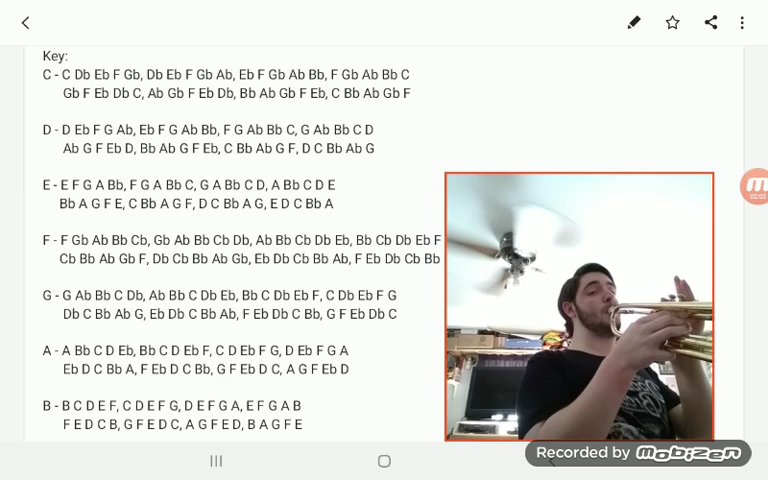 Key:
C - C Db Eb F Gb, Db Eb F Gb Ab, Eb F Gb Ab Bb, F Gb Ab Bb C
Gb F Eb Db C, Ab Gb F Eb Db, Bb Ab Gb F Eb, C Bb Ab Gb F
D - D Eb F G Ab, Eb F G Ab Bb, F G Ab Bb C, G Ab Bb C D
Ab G F Eb D, Bb Ab G F Eb, C Bb Ab G F, D C Bb Ab G
E - E F G A Bb, F G A Bb C, G A Bb C D, A Bb C D E
Bb A G F E, C Bb A G F, D C Bb A G, E D C Bb A
F - F Gb Ab Bb Cb, Gb Ab Bb Cb Db, Ab Bb Cb Db Eb, Bb Cb Db Eb F
Cb Bb Ab Gb F, Db Cb Bb Ab Gb, Eb Db Cb Bb Ab, F Eb Db Cb Bb
G - G Ab Bb C Db, Ab Bb C Db Eb, Bb C Db Eb F, C Db Eb F G
Db C Bb Ab G, Eb Db C Bb Ab, F Eb Db C Bb, G F Eb Db C
A - A Bb C D Eb, Bb C D Eb F, C D Eb F G, D Eb F G A
Eb D C Bb A, F Eb D C Bb, G F Eb D C, A G F Eb D
B - B C D E F, C D E F G, D E F G A, E F G A B
F E D C B, G F E D C, A G F E D, B A G F E
M
02:02
Recorded by Mobizen